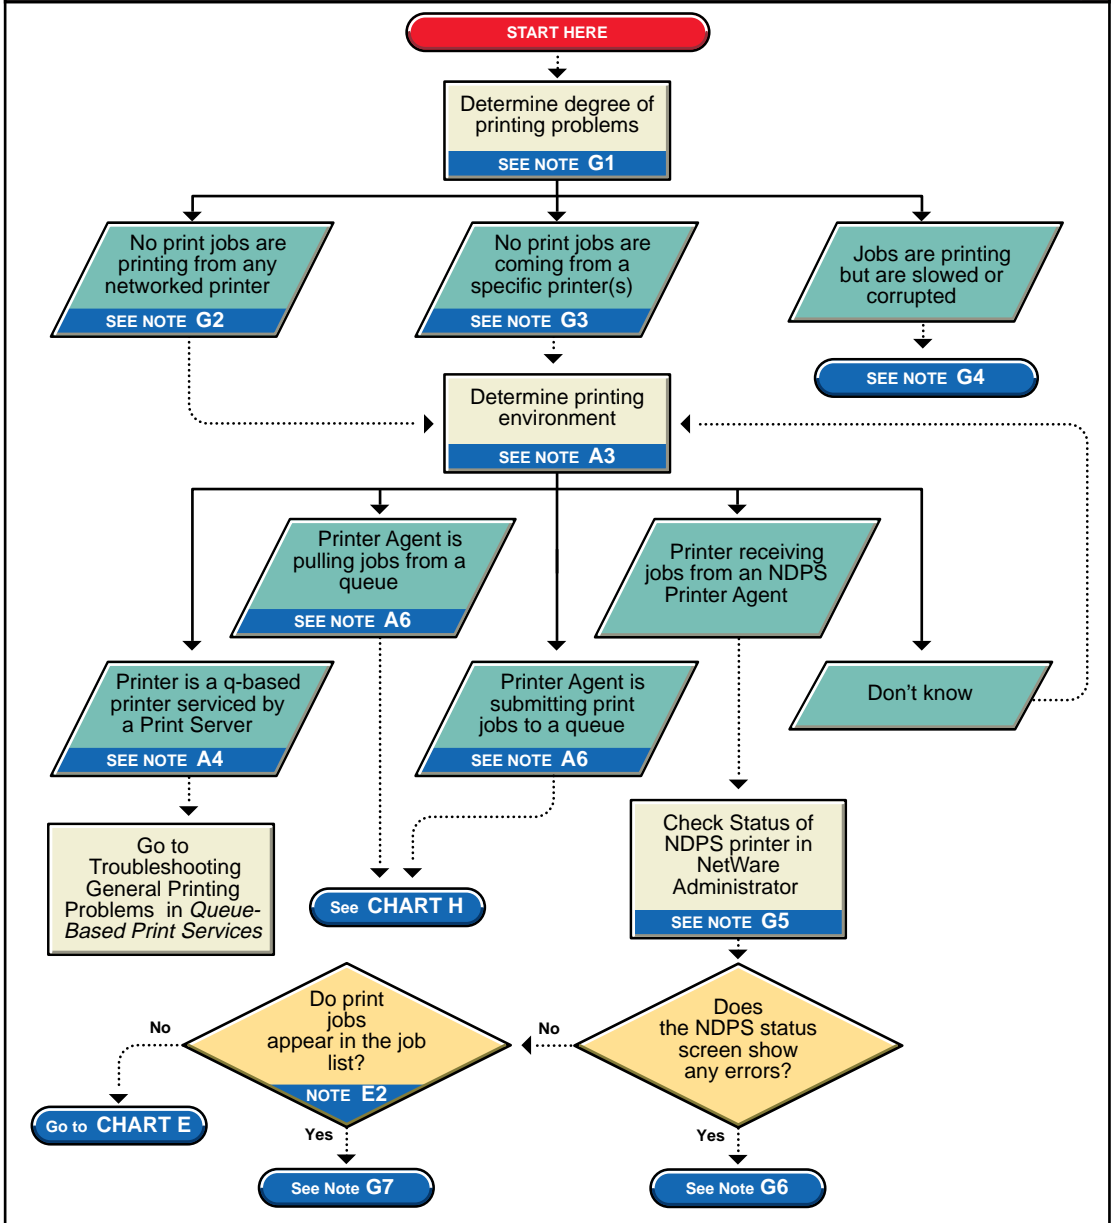 START HERE
Determine degree of
printing problems
SEE NOTE G1
No print jobs are
printing from any
networked printer
SEE NOTE G2
No print jobs are
coming from a
specific printer(s)
SEE NOTE G3
Jobs are printing
but are slowed or
corrupted
SEE NOTE G4
Determine printing
environment
SEE NOTE A3
Printer Agent is
pulling jobs from a
queue
SEE NOTE A6
Printer receiving
jobs from an NDPS
Printer Agent
Printer is a q-based
printer serviced by
a Print Server
SEE NOTE A4
Printer Agent is
submitting print
jobs to a queue
SEE NOTE A6
Don't know
Go to
Troubleshooting
General Printing
Problems in Queue-
Based Print Services
See CHART H
Check Status of
NDPS printer in
NetWare
Administrator
SEE NOTE G5
Do print
jobs
appear in the job
list?
NOTE E2
Does
the NDPS status
screen show
any errors?
No
No
Go to CHART E
Yes
Yes
See Note G7
See Note G6